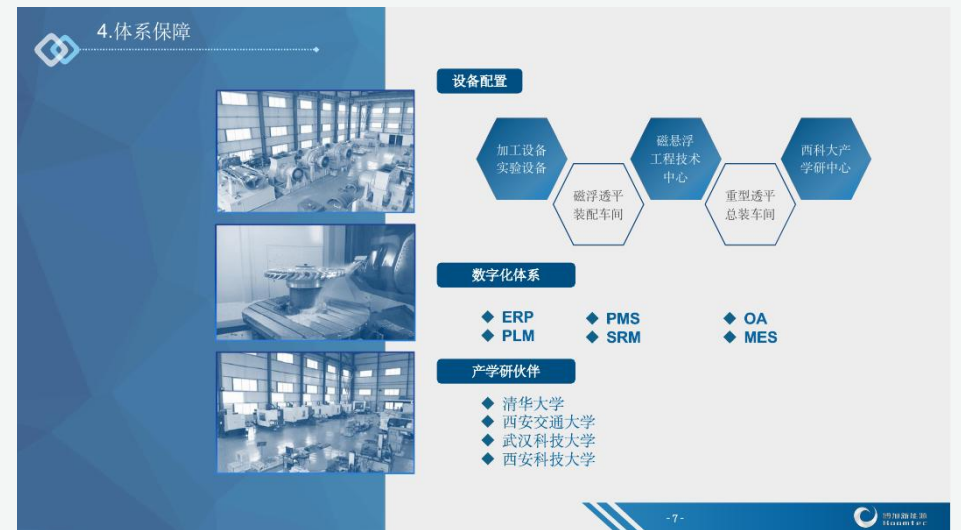 4.体系保障
设备配置
加工设备
实验设备
磁浮透平
装配车间
磁悬浮
工程技术
中心
重型透平
总装车间
西科大产
学研中心
数字化体系
◆ ERP
◆ PMS
◆ OA
◆ PLM
◆ SRM
◆ MES
产学研伙伴
◆ 清华大学
◆ 西安交通大学
◆ 武汉科技大学
◆ 西安科技大学
-7-